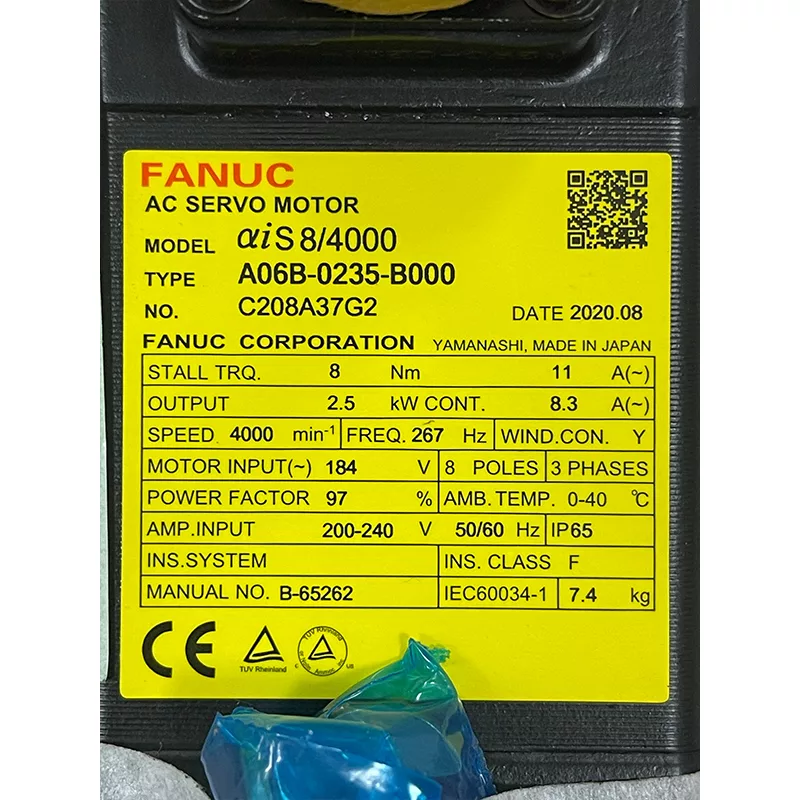 FANUC
AC SERVO MOTOR
MODEL αiS 8/4000
TYPE A06B-0235-B000
NO. C208A37G2 DATE 2020.08
FANUC CORPORATION YAMANASHI, MADE IN JAPAN
STALL TRQ. 8 Nm 11 A(~)
OUTPUT 2.5 kW CONT. 8.3 A(~)
SPEED 4000 min-1 FREQ. 267 Hz WIND.CON. Y
MOTOR INPUT(~) 184 V 8 POLES 3 PHASES
POWER FACTOR 97 % AMB.TEMP. 0-40 ℃
AMP.INPUT 200-240 V 50/60 Hz IP65
INS.SYSTEM INS. CLASS F
MANUAL NO. B-65262 IEC60034-1 7.4 kg
CE TUV Rheinland TUV Rheinland C US